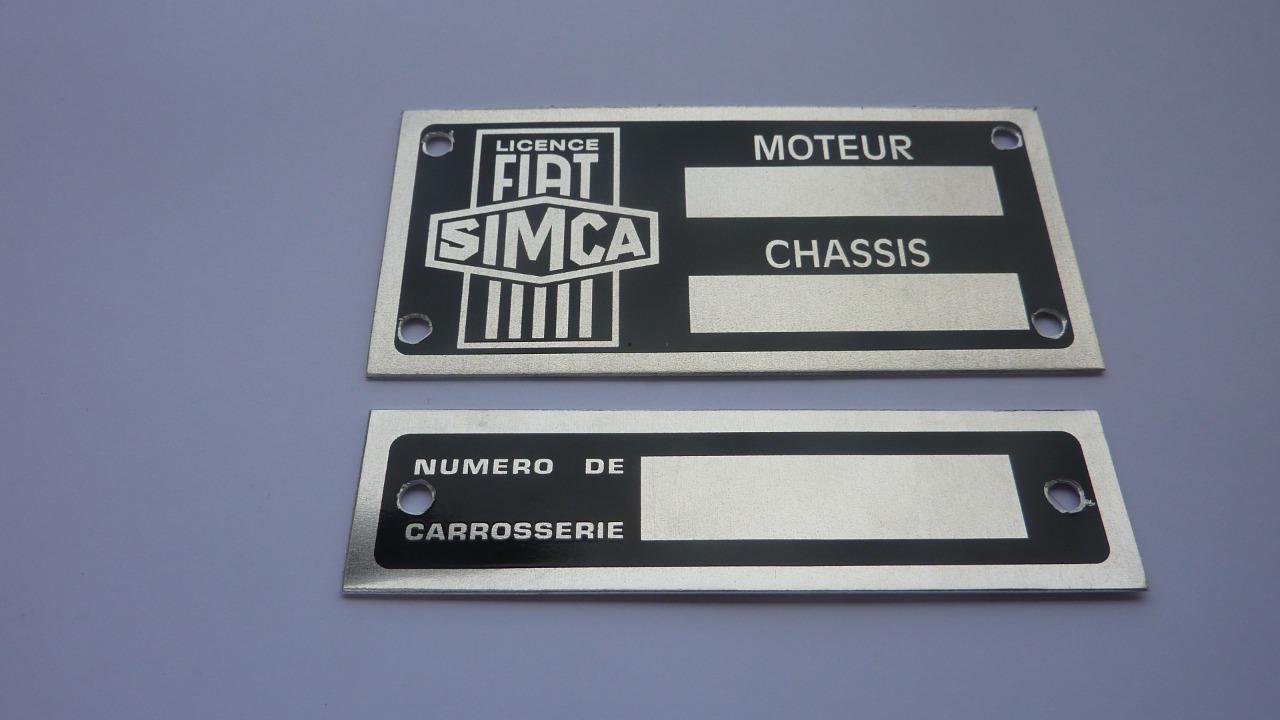 LICENCE
FIAT
SIMCA
MOTEUR
CHASSIS
NUMERO DE
CARROSSERIE